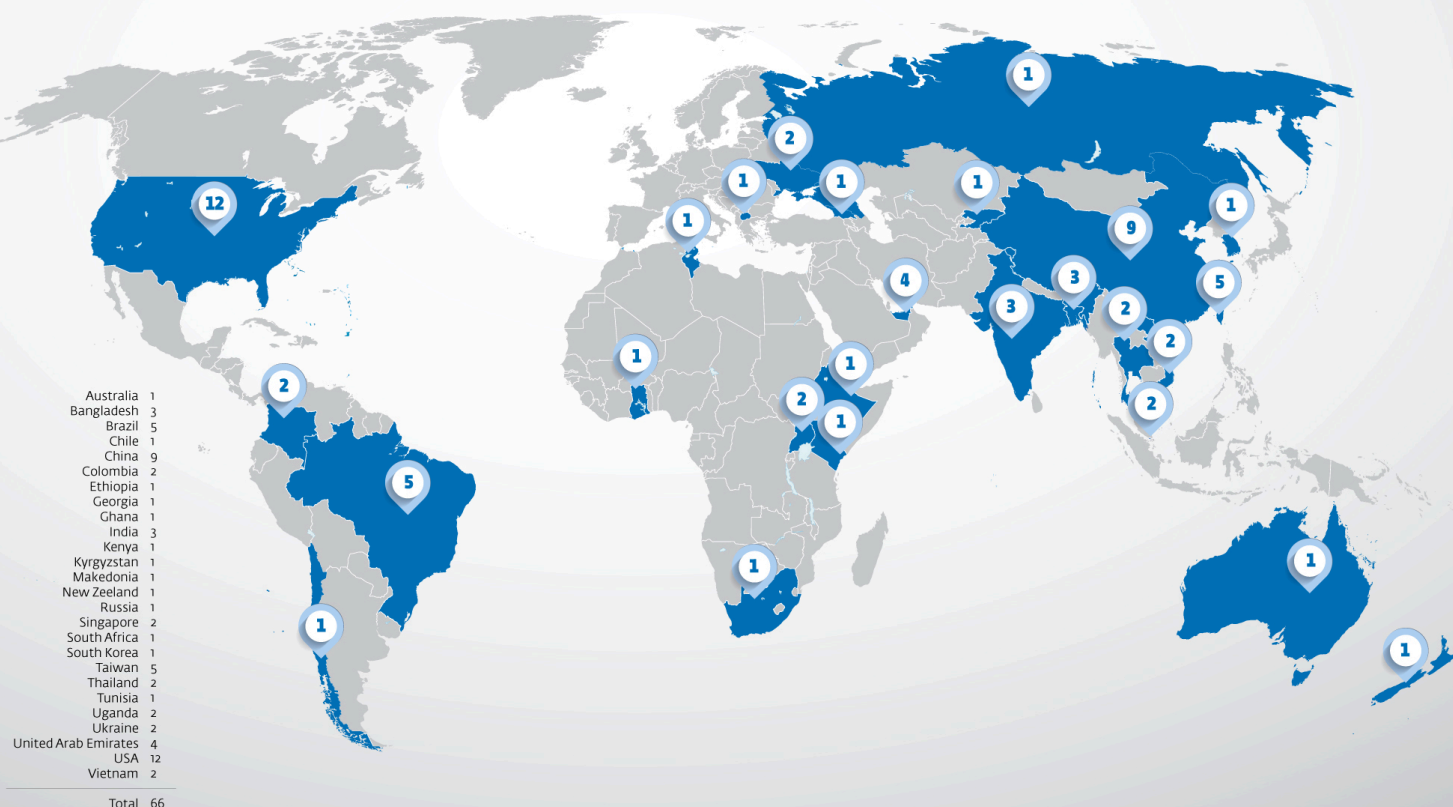 1
2
1
1
1
12
1
1
9
4
3
5
3
2
1
2
1
2
2
2
1
5
1
1
1
1
Australia 1
Bangladesh 3
Brazil 5
Chile 1
China 9
Colombia 2
Ethiopia 1
Georgia 1
Ghana 1
India 3
Kenya 1
Kyrgyzstan 1
Makedonia 1
New Zeeland 1
Russia 1
Singapore 2
South Africa 1
South Korea 1
Taiwan 5
Thailand 2
Tunisia 1
Uganda 2
Ukraine 2
United Arab Emirates 4
USA 12
Vietnam 2
Total 66